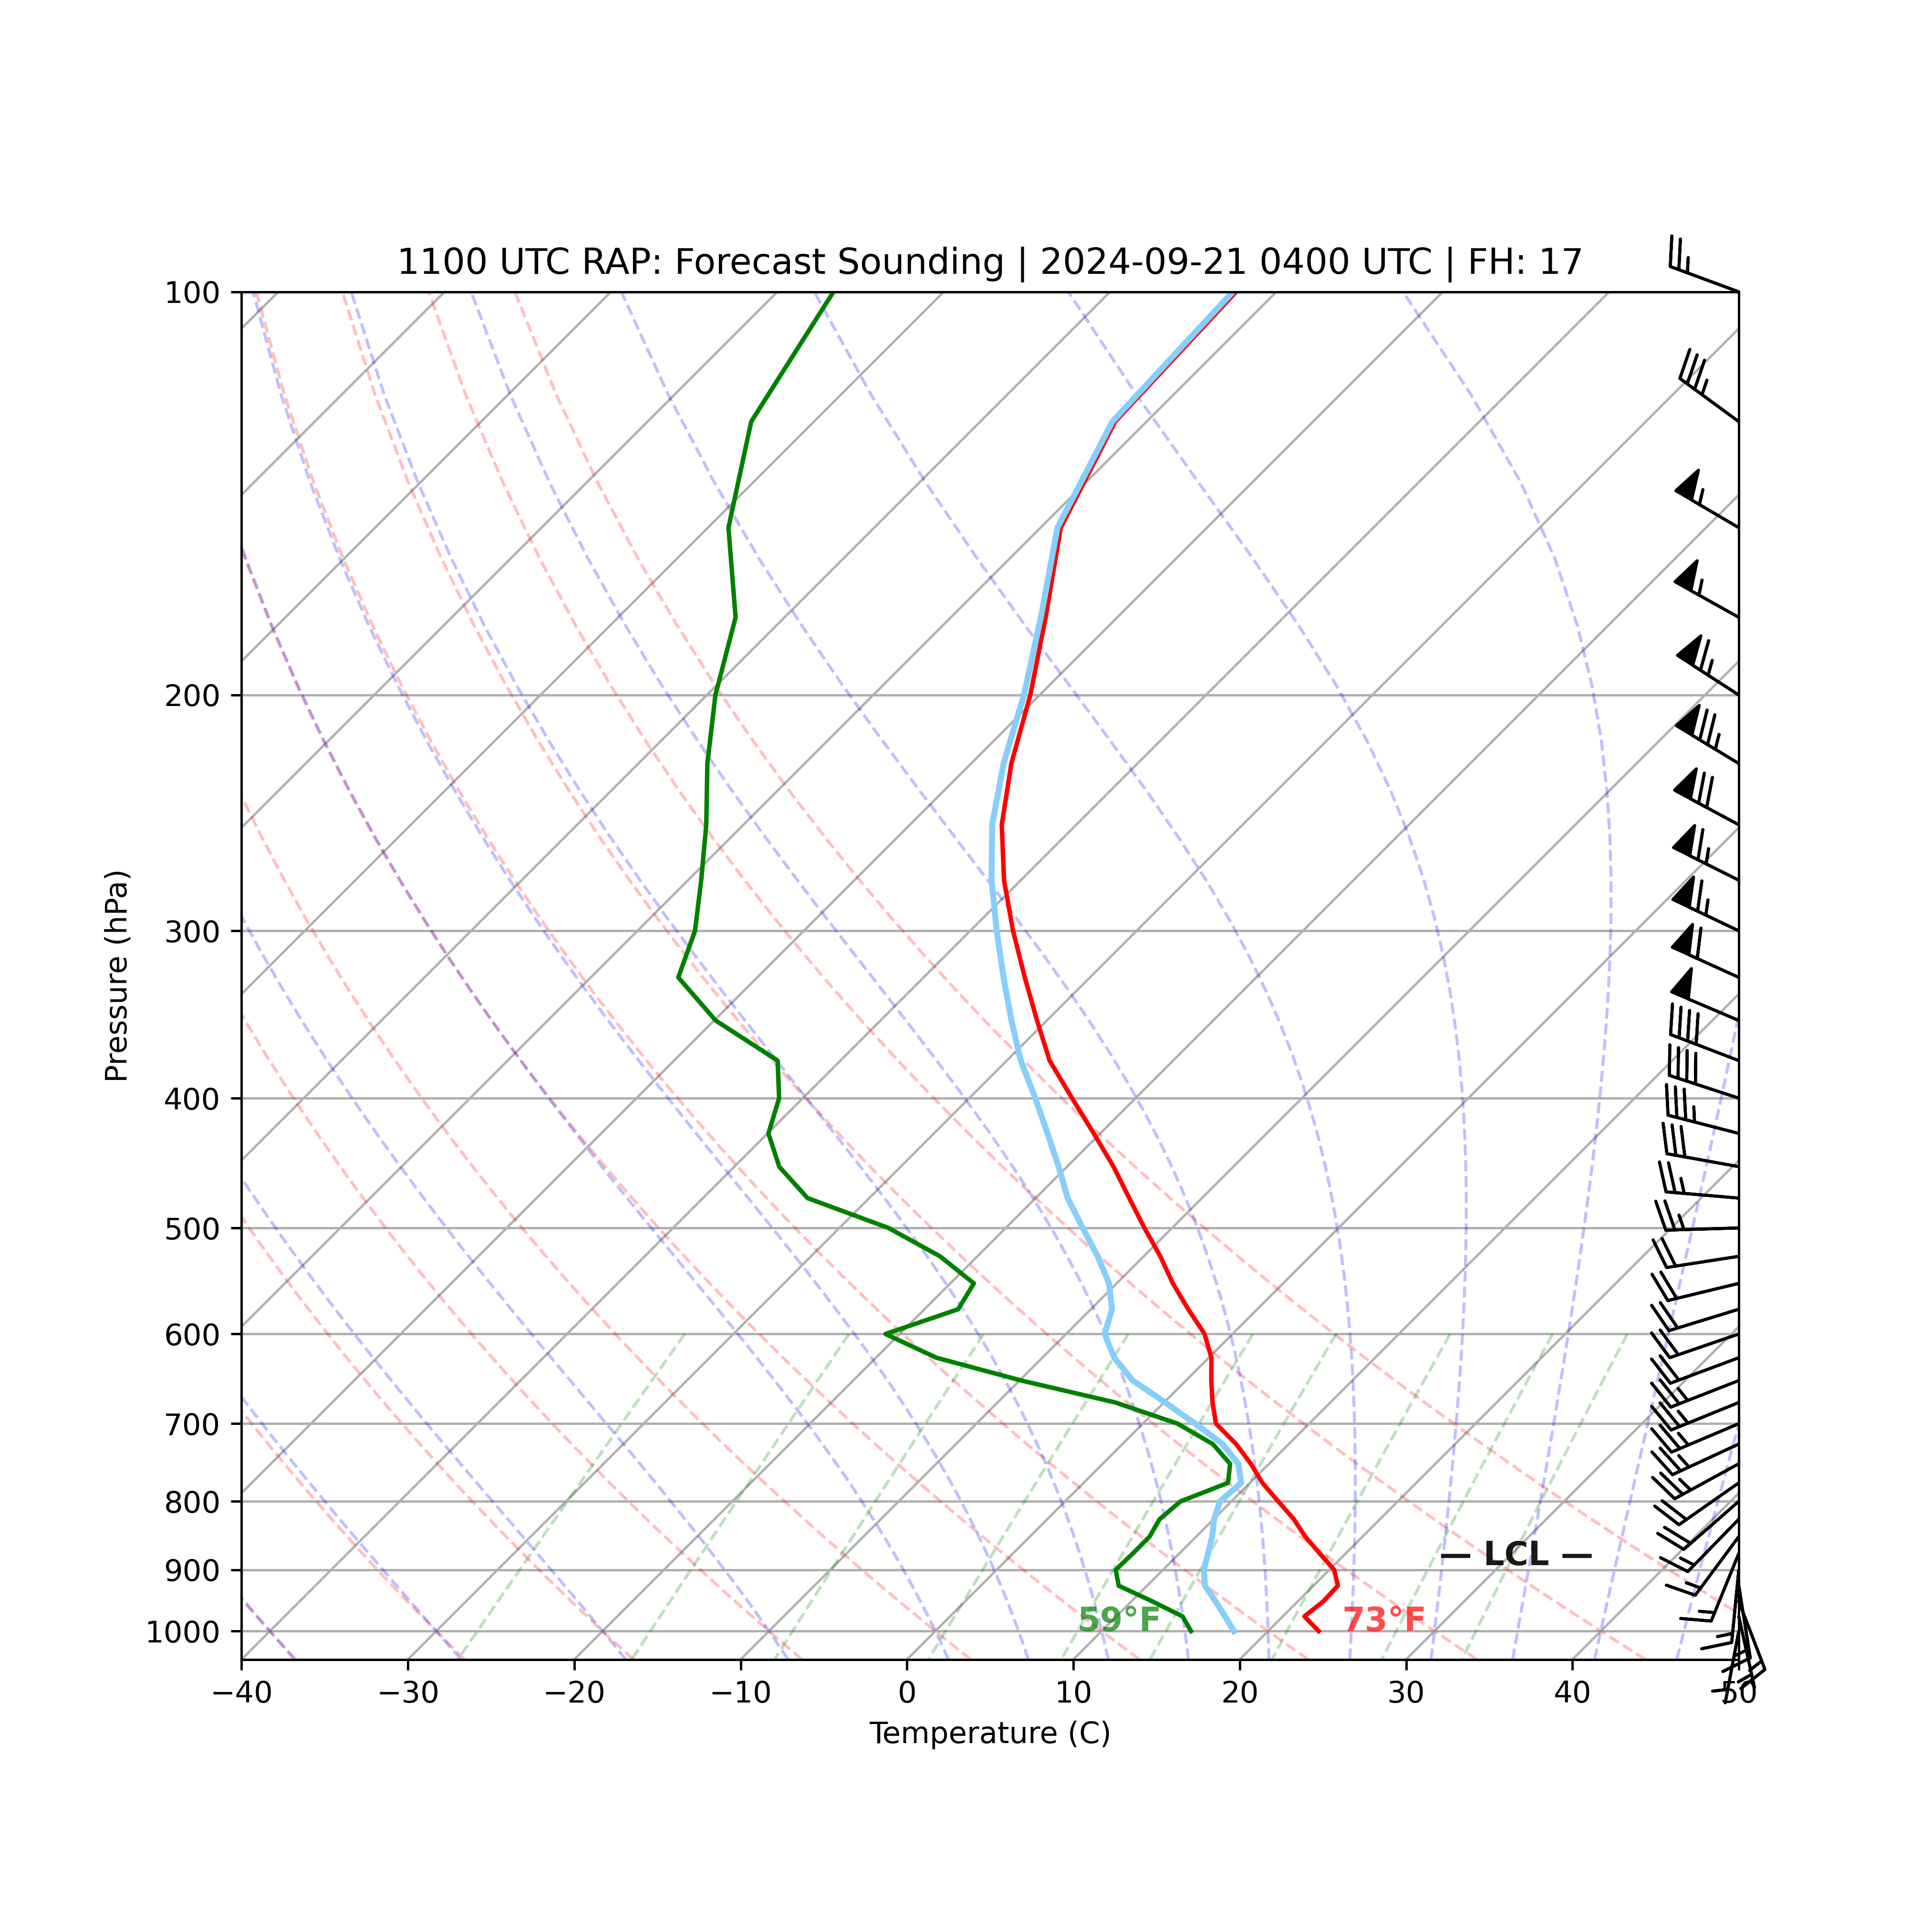 1100 UTC RAP: Forecast Sounding | 2024-09-21 0400 UTC | FH: 17
100
200
300
400
500
600
700
800
900
1000
Pressure (hPa)
— LCL —
59°F
73°F
−40 −30 −20 −10 0 10 20 30 40 50
Temperature (C)